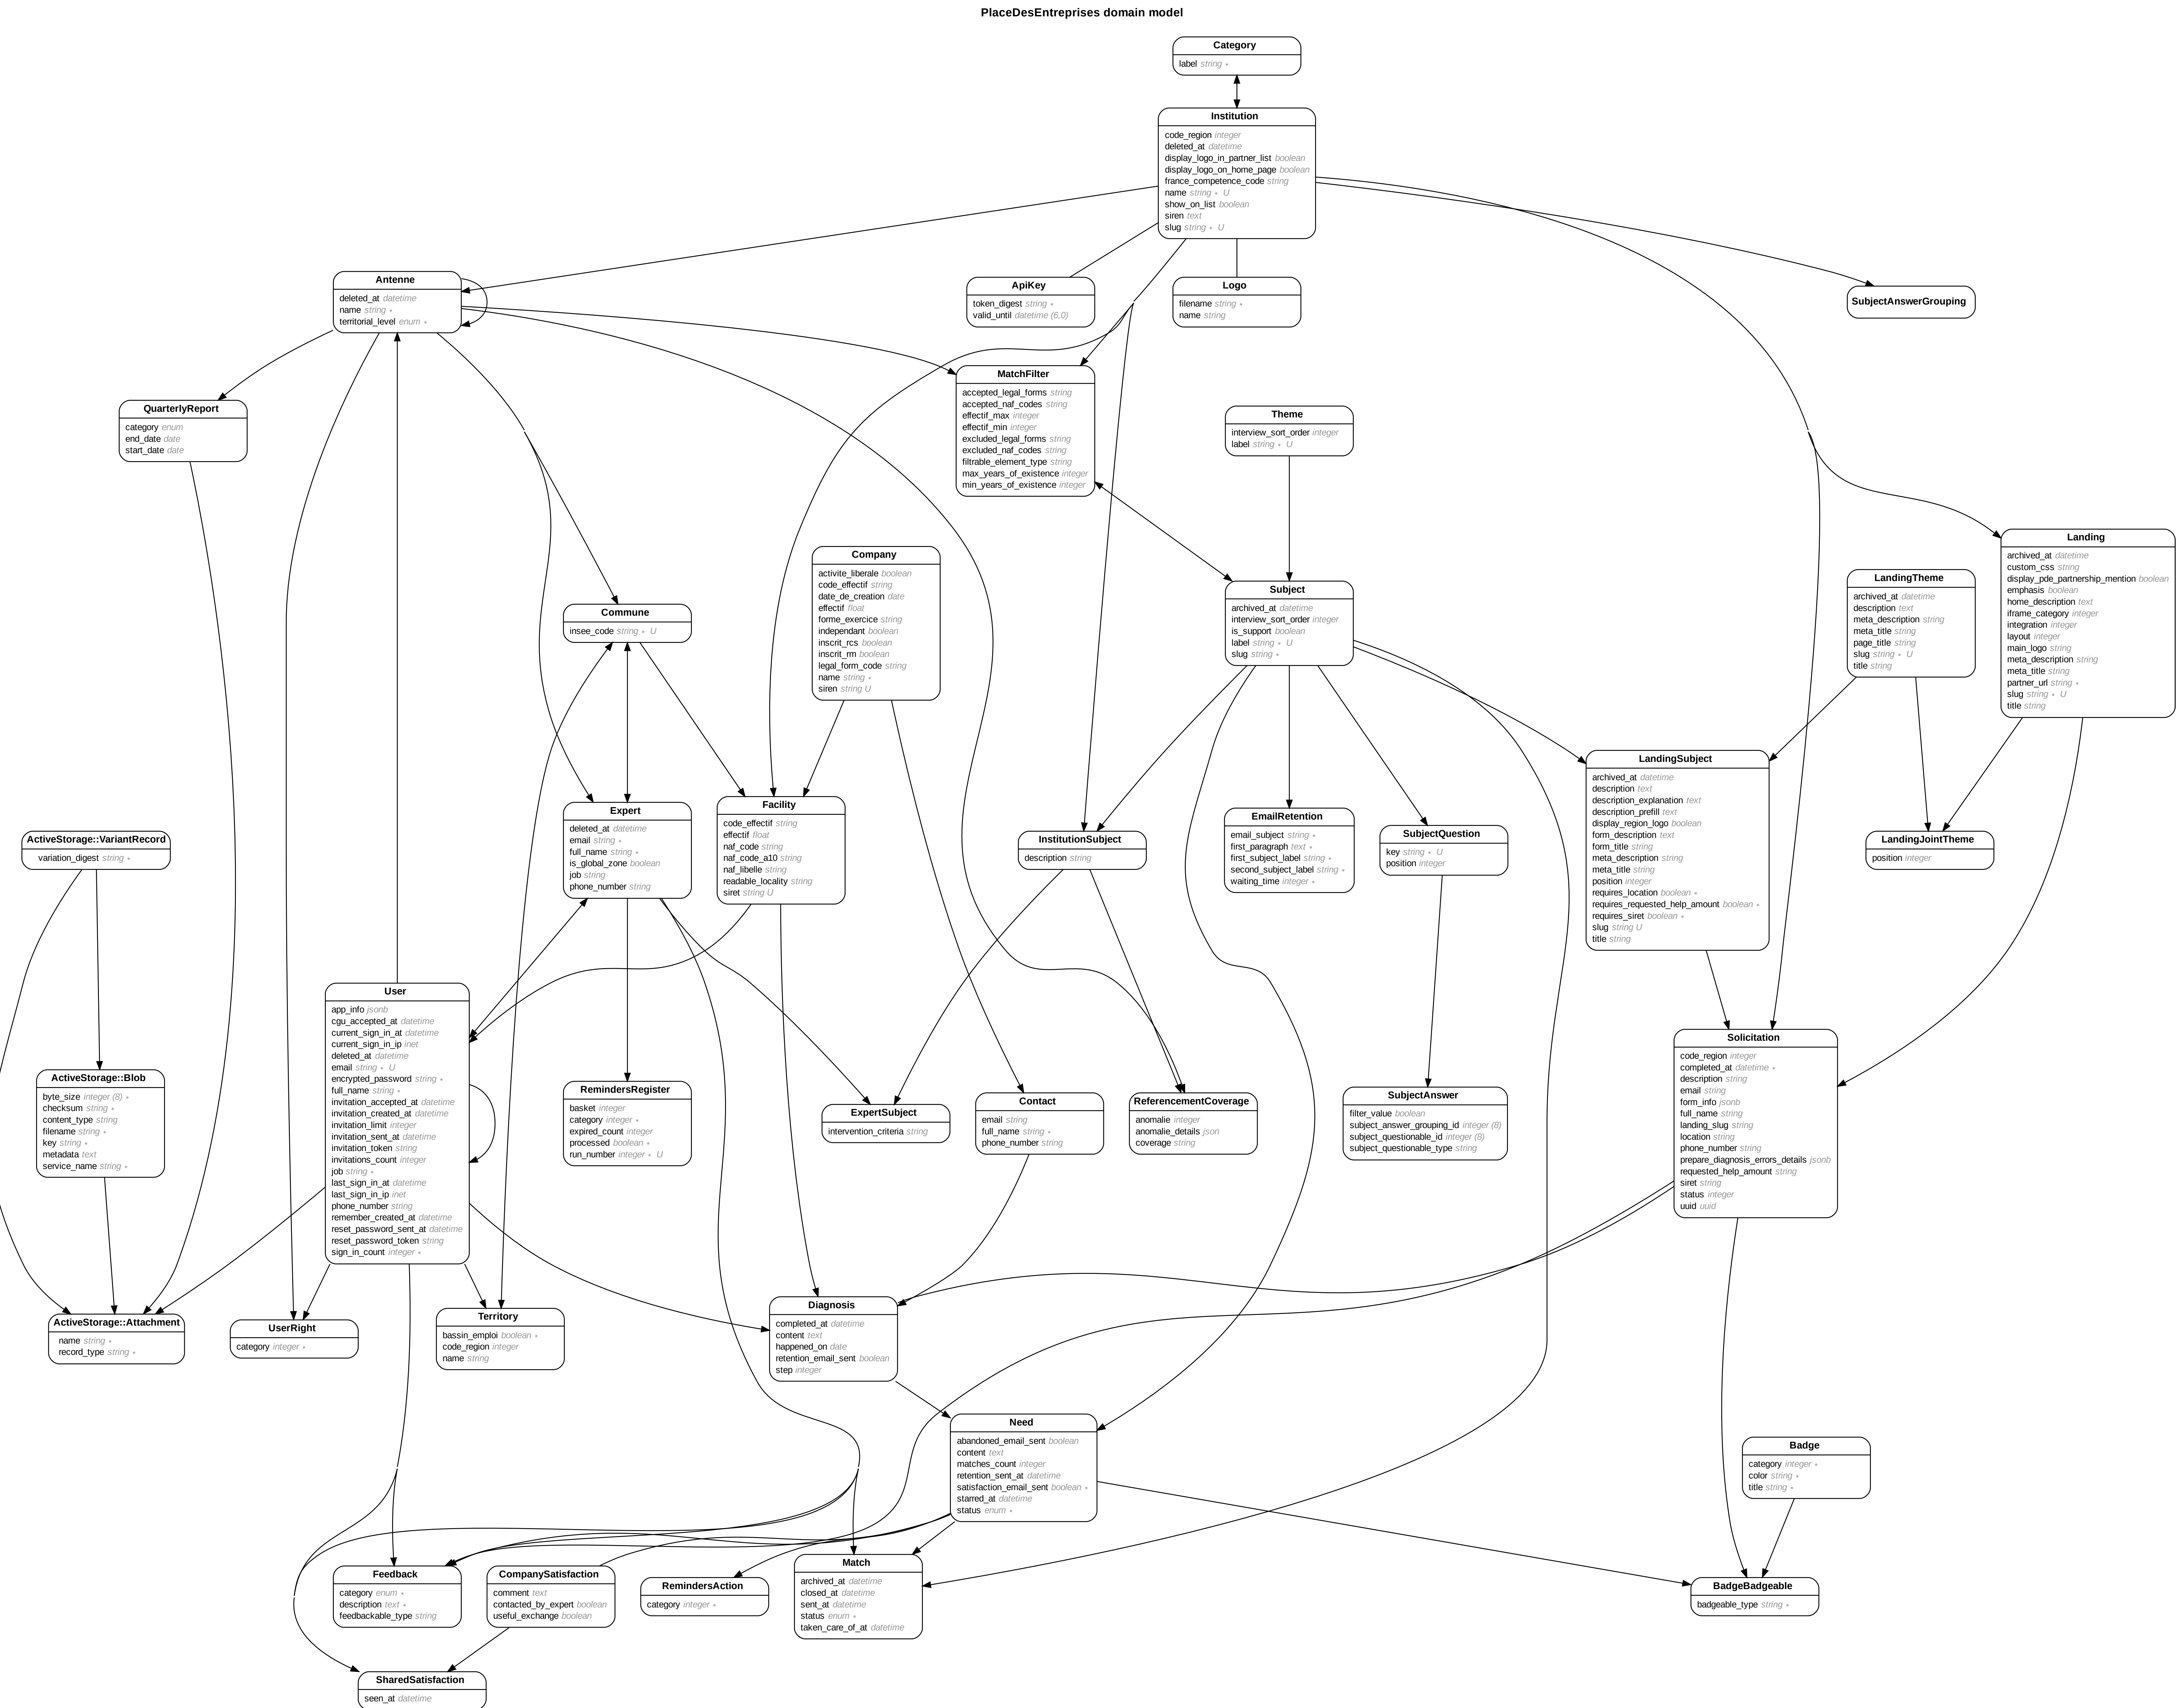 PlaceDesEntreprises domain model
Category
label string ∗
Institution
code_region integer
deleted_at datetime
display_logo_in_partner_list boolean
display_logo_on_home_page boolean
france_competence_code string
name string ∗ U
show_on_list boolean
siren text
slug string ∗ U
Antenne
deleted_at datetime
name string ∗
territorial_level enum ∗
ApiKey
token_digest string ∗
valid_until datetime (6,0)
Logo
filename string ∗
name string
SubjectAnswerGrouping
MatchFilter
accepted_legal_forms string
accepted_naf_codes string
effectif_max integer
effectif_min integer
excluded_legal_forms string
excluded_naf_codes string
filtrable_element_type string
max_years_of_existence integer
min_years_of_existence integer
QuarterlyReport
category enum
end_date date
start_date date
Theme
interview_sort_order integer
label string ∗ U
Landing
archived_at datetime
custom_css string
display_pde_partnership_mention boolean
emphasis boolean
home_description text
iframe_category integer
integration integer
layout integer
main_logo string
meta_description string
meta_title string
partner_url string ∗
slug string ∗ U
title string
Company
activite_liberale boolean
code_effectif string
date_de_creation date
effectif float
forme_exercice string
independant boolean
inscrit_rcs boolean
inscrit_rm boolean
legal_form_code string
name string ∗
siren string U
LandingTheme
archived_at datetime
description text
meta_description string
meta_title string
page_title string
slug string ∗ U
title string
Subject
archived_at datetime
interview_sort_order integer
is_support boolean
label string ∗ U
slug string ∗
Commune
insee_code string ∗ U
LandingSubject
archived_at datetime
description text
description_explanation text
description_prefill text
display_region_logo boolean
form_description text
form_title string
meta_description string
meta_title string
position integer
requires_location boolean ∗
requires_requested_help_amount boolean ∗
requires_siret boolean ∗
slug string U
title string
Expert
deleted_at datetime
email string ∗
full_name string ∗
is_global_zone boolean
job string
phone_number string
Facility
code_effectif string
effectif float
naf_code string
naf_code_a10 string
naf_libelle string
readable_locality string
siret string U
EmailRetention
email_subject string ∗
first_paragraph text ∗
first_subject_label string ∗
second_subject_label string ∗
waiting_time integer ∗
SubjectQuestion
key string ∗ U
position integer
ActiveStorage::VariantRecord
variation_digest string ∗
InstitutionSubject
description string
LandingJointTheme
position integer
User
app_info jsonb
cgu_accepted_at datetime
current_sign_in_at datetime
current_sign_in_ip inet
deleted_at datetime
email string ∗ U
encrypted_password string ∗
full_name string ∗
invitation_accepted_at datetime
invitation_created_at datetime
invitation_limit integer
invitation_sent_at datetime
invitation_token string
invitations_count integer
job string ∗
last_sign_in_at datetime
last_sign_in_ip inet
phone_number string
remember_created_at datetime
reset_password_sent_at datetime
reset_password_token string
sign_in_count integer ∗
Solicitation
code_region integer
completed_at datetime ∗
description string
email string
form_info jsonb
full_name string
landing_slug string
location string
phone_number string
prepare_diagnosis_errors_details jsonb
requested_help_amount string
siret string
status integer
uuid uuid
ActiveStorage::Blob
byte_size integer (8) ∗
checksum string ∗
content_type string
filename string ∗
key string ∗
metadata text
service_name string ∗
RemindersRegister
basket integer
category integer ∗
expired_count integer
processed boolean ∗
run_number integer ∗ U
ExpertSubject
intervention_criteria string
Contact
email string
full_name string ∗
phone_number string
ReferencementCoverage
anomalie integer
anomalie_details json
coverage string
SubjectAnswer
filter_value boolean
subject_answer_grouping_id integer (8)
subject_questionable_id integer (8)
subject_questionable_type string
Diagnosis
completed_at datetime
content text
happened_on date
retention_email_sent boolean
step integer
ActiveStorage::Attachment
name string ∗
record_type string ∗
UserRight
category integer ∗
Territory
bassin_emploi boolean ∗
code_region integer
name string
Need
abandoned_email_sent boolean
content text
matches_count integer
retention_sent_at datetime
satisfaction_email_sent boolean ∗
starred_at datetime
status enum ∗
Badge
category integer ∗
color string ∗
title string ∗
Feedback
category enum ∗
description text ∗
feedbackable_type string
CompanySatisfaction
comment text
contacted_by_expert boolean
useful_exchange boolean
RemindersAction
category integer ∗
Match
archived_at datetime
closed_at datetime
sent_at datetime
status enum ∗
taken_care_of_at datetime
BadgeBadgeable
badgeable_type string ∗
SharedSatisfaction
seen_at datetime